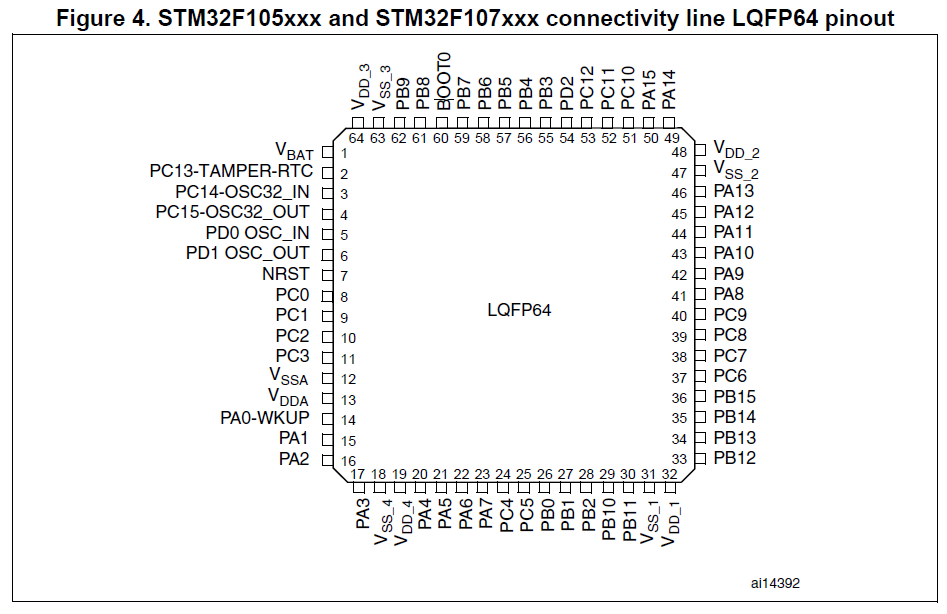 Figure 4. STM32F105xxx and STM32F107xxx connectivity line LQFP64 pinout
VDD_3 VSS_3 PB9 PB8 BOOT0 PB7 PB6 PB5 PB4 PB3 PD2 PC12 PC11 PC10 PA15 PA14
64 63 62 61 60 59 58 57 56 55 54 53 52 51 50 49
VBAT 1 48 VDD_2
PC13-TAMPER-RTC 2 47 VSS_2
PC14-OSC32_IN 3 46 PA13
PC15-OSC32_OUT 4 45 PA12
PD0 OSC_IN 5 44 PA11
PD1 OSC_OUT 6 43 PA10
NRST 7 42 PA9
PC0 8 41 PA8
PC1 9 LQFP64 40 PC9
PC2 10 39 PC8
PC3 11 38 PC7
VSSA 12 37 PC6
VDDA 13 36 PB15
PA0-WKUP 14 35 PB14
PA1 15 34 PB13
PA2 16 33 PB12
17 18 19 20 21 22 23 24 25 26 27 28 29 30 31 32
PA3 VSS_4 VDD_4 PA4 PA5 PA6 PA7 PC4 PC5 PB0 PB1 PB2 PB10 PB11 VSS_1 VDD_1
ai14392